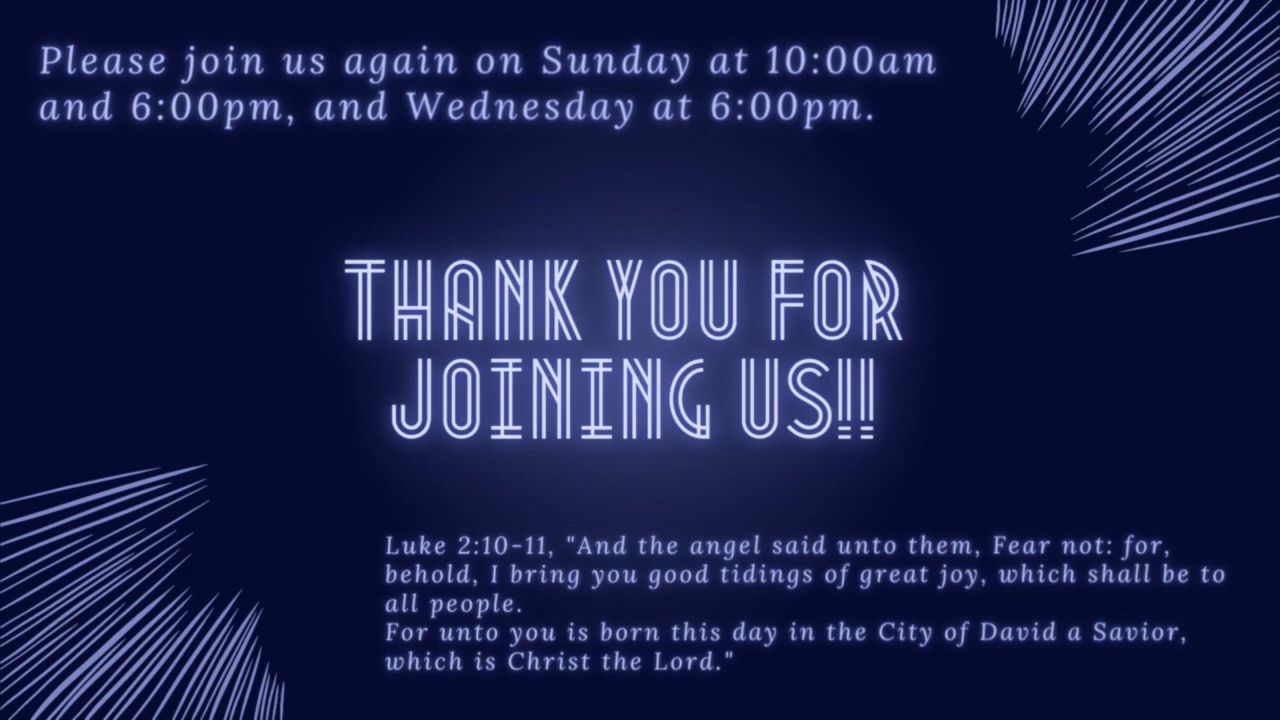 Please join us again on Sunday at 10:00am
and 6:00pm, and Wednesday at 6:00pm.
THANK YOU FOR
JOINING US!!
Luke 2:10-11, "And the angel said unto them, Fear not: for,
behold, I bring you good tidings of great joy, which shall be to
all people.
For unto you is born this day in the City of David a Savior,
which is Christ the Lord."